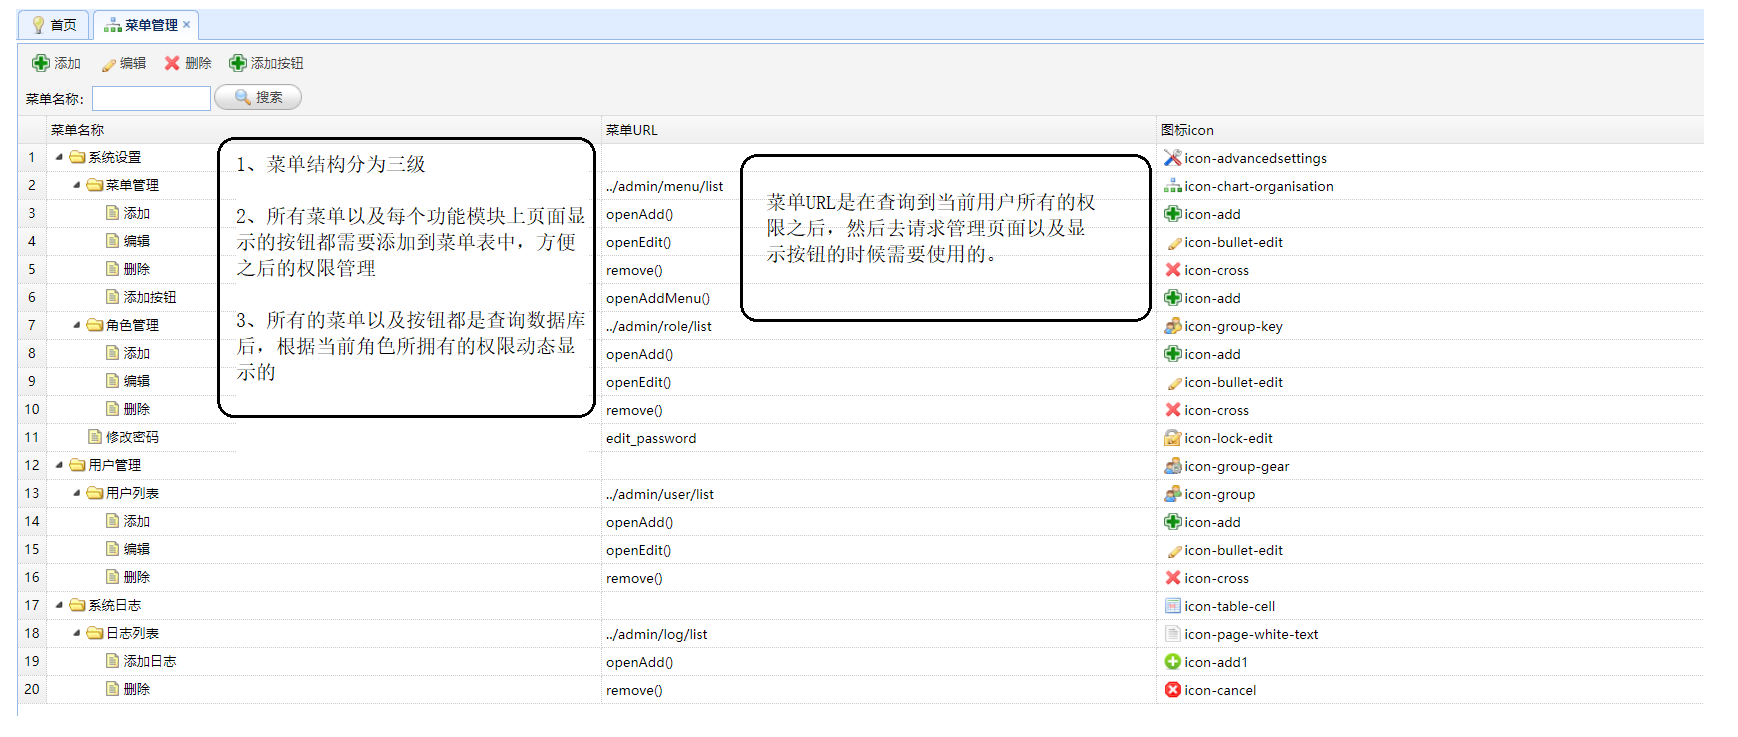 首页 菜单管理
添加 编辑 删除 添加按钮
菜单名称: 搜索
菜单名称 菜单URL 图标icon
1 系统设置 icon-advancedsettings
2 菜单管理 ../admin/menu/list icon-chart-organisation
3 添加 openAdd() icon-add
4 编辑 openEdit() icon-bullet-edit
5 删除 remove() icon-cross
6 添加按钮 openAddMenu() icon-add
7 角色管理 ../admin/role/list icon-group-key
8 添加 openAdd() icon-add
9 编辑 openEdit() icon-bullet-edit
10 删除 remove() icon-cross
11 修改密码 edit_password icon-lock-edit
12 用户管理 icon-group-gear
13 用户列表 ../admin/user/list icon-group
14 添加 openAdd() icon-add
15 编辑 openEdit() icon-bullet-edit
16 删除 remove() icon-cross
17 系统日志 icon-table-cell
18 日志列表 ../admin/log/list icon-page-white-text
19 添加日志 openAdd() icon-add1
20 删除 remove() icon-cancel
1、菜单结构分为三级
2、所有菜单以及每个功能模块上页面显
示的按钮都需要添加到菜单表中，方便
之后的权限管理
3、所有的菜单以及按钮都是查询数据库
后，根据当前角色所拥有的权限动态显
示的
菜单URL是在查询到当前用户所有的权
限之后，然后去请求管理页面以及显
示按钮的时候需要使用的。